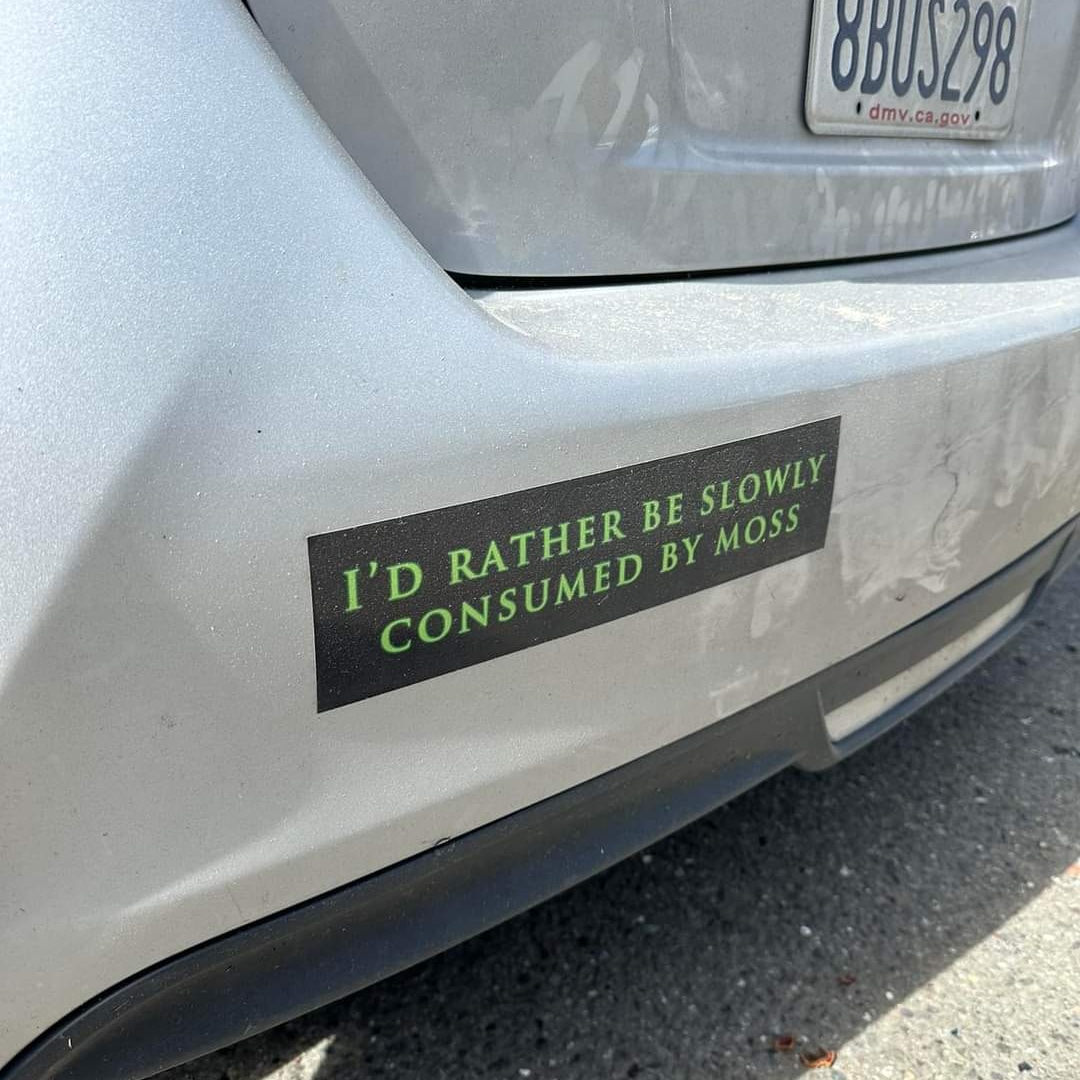 8BUS298
dmv.ca.gov
I'D RATHER BE SLOWLY
CONSUMED BY MOSS